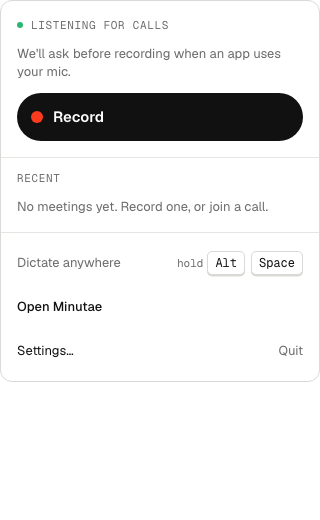 LISTENING FOR CALLS
We'll ask before recording when an app uses
your mic.
Record
RECENT
No meetings yet. Record one, or join a call.
Dictate anywhere hold Alt Space
Open Minutae
Settings… Quit